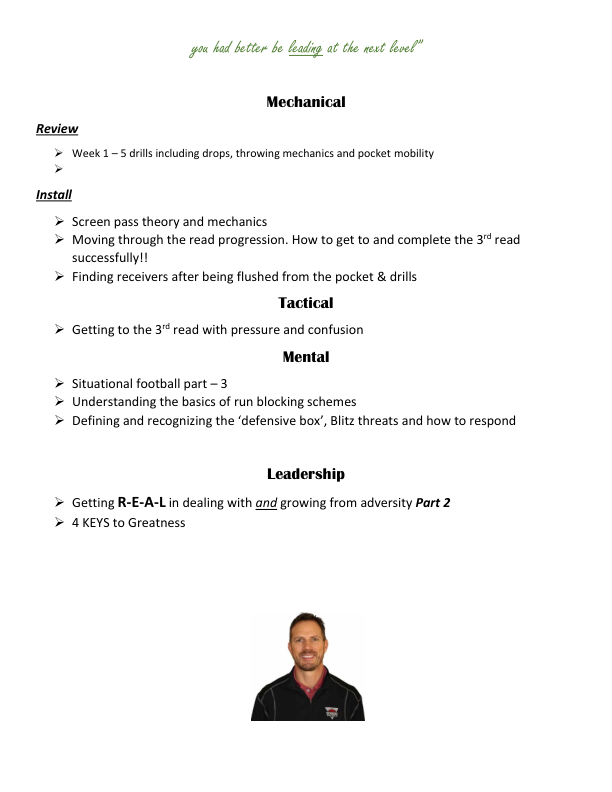 you had better be leading at the next level”
Mechanical
Review
➢ Week 1 – 5 drills including drops, throwing mechanics and pocket mobility
➢
Install
➢ Screen pass theory and mechanics
➢ Moving through the read progression. How to get to and complete the 3rd read
successfully!!
➢ Finding receivers after being flushed from the pocket & drills
Tactical
➢ Getting to the 3rd read with pressure and confusion
Mental
➢ Situational football part – 3
➢ Understanding the basics of run blocking schemes
➢ Defining and recognizing the ‘defensive box’, Blitz threats and how to respond
Leadership
➢ Getting R-E-A-L in dealing with and growing from adversity Part 2
➢ 4 KEYS to Greatness